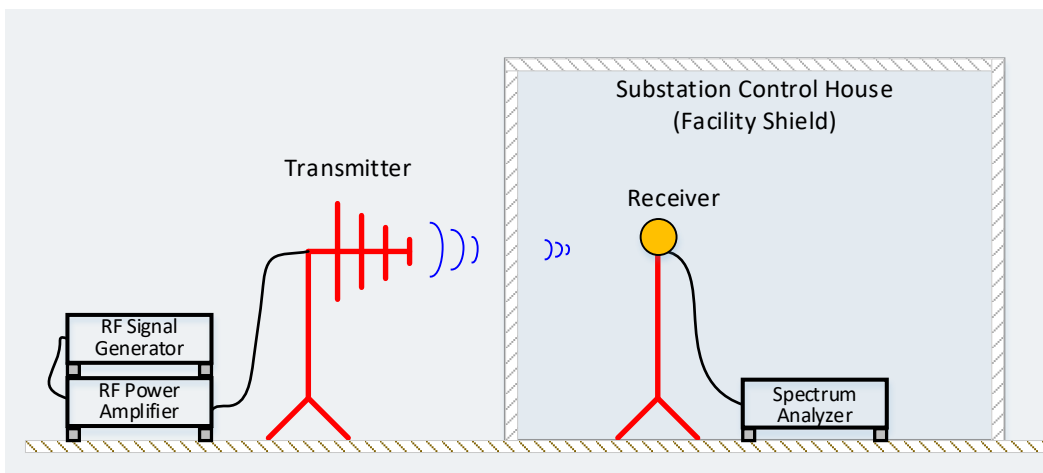 Substation Control House
(Facility Shield)
Transmitter
Receiver
RF Signal
Generator
RF Power
Amplifier
Spectrum
Analyzer